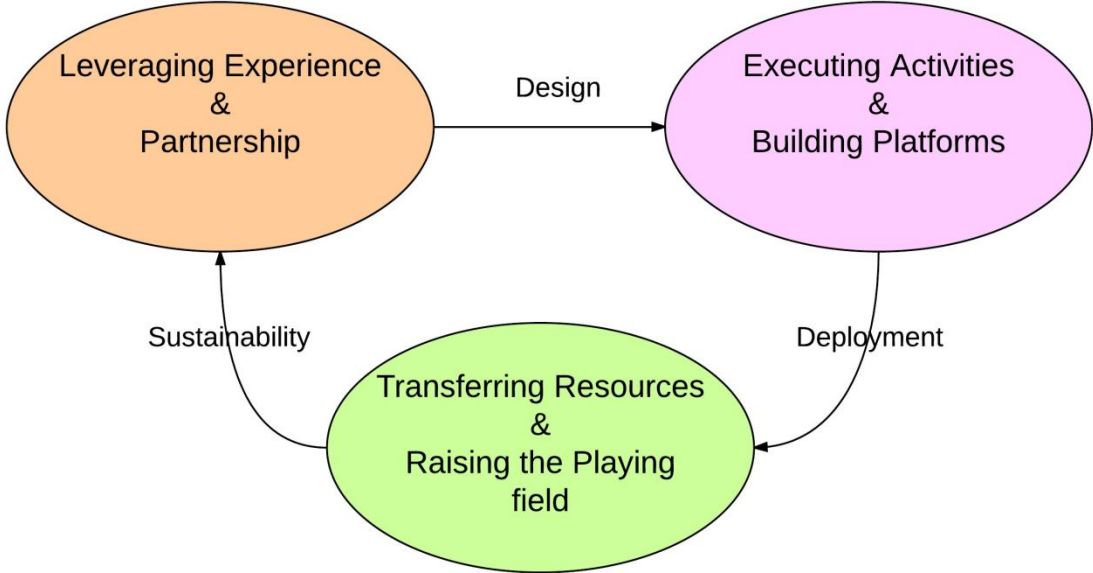 Leveraging Experience
&
Partnership
Design
Executing Activities
&
Building Platforms
Sustainability
Deployment
Transferring Resources
&
Raising the Playing
field